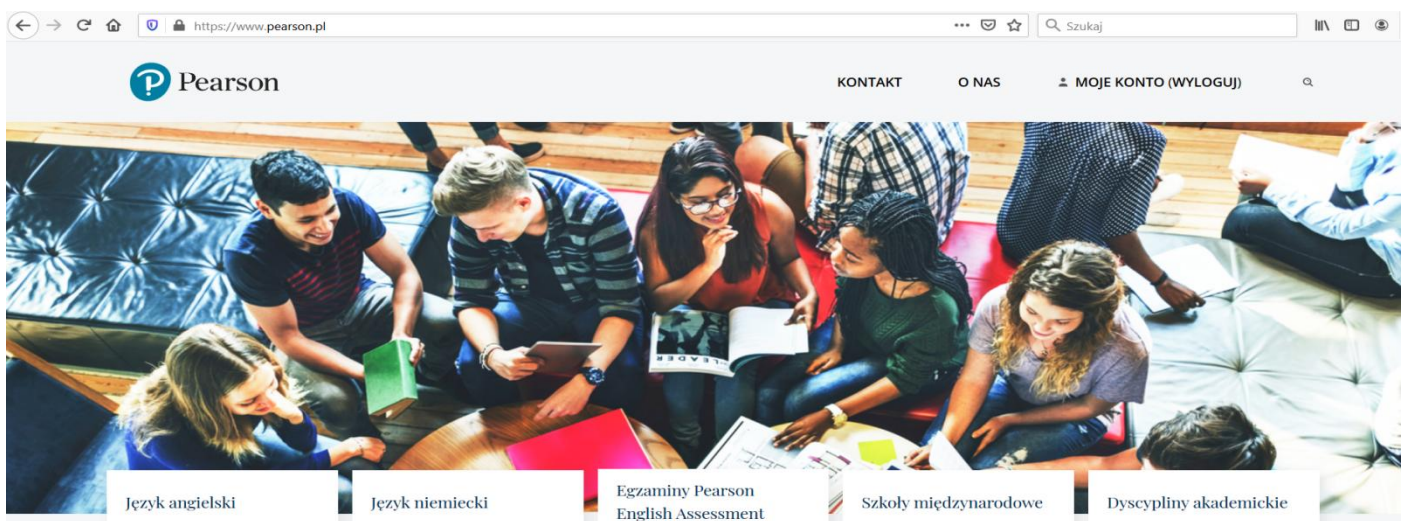 https://www.pearson.pl
Szukaj
Pearson
KONTAKT O NAS MOJE KONTO (WYLOGUJ)
LEADER
Język angielski
Język niemiecki
Egzaminy Pearson
English Assessment
Szkoły międzynarodowe
Dyscypliny akademickie